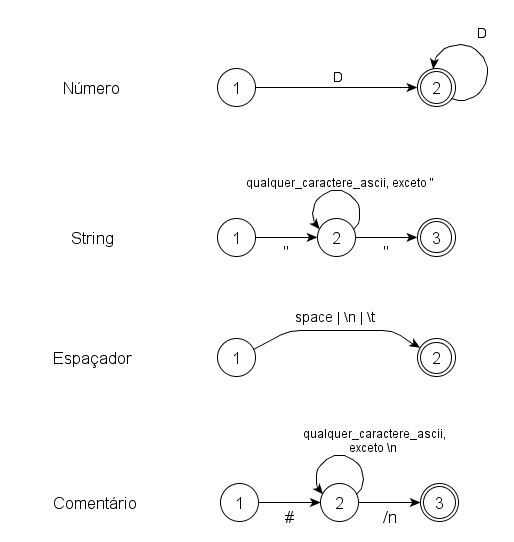 D
D
Número
1
2
qualquer_caractere_ascii, exceto "
String
1
2
3
"
"
space | \n | \t
Espaçador
1
2
qualquer_caractere_ascii,
exceto \n
Comentário
1
2
3
#
/n